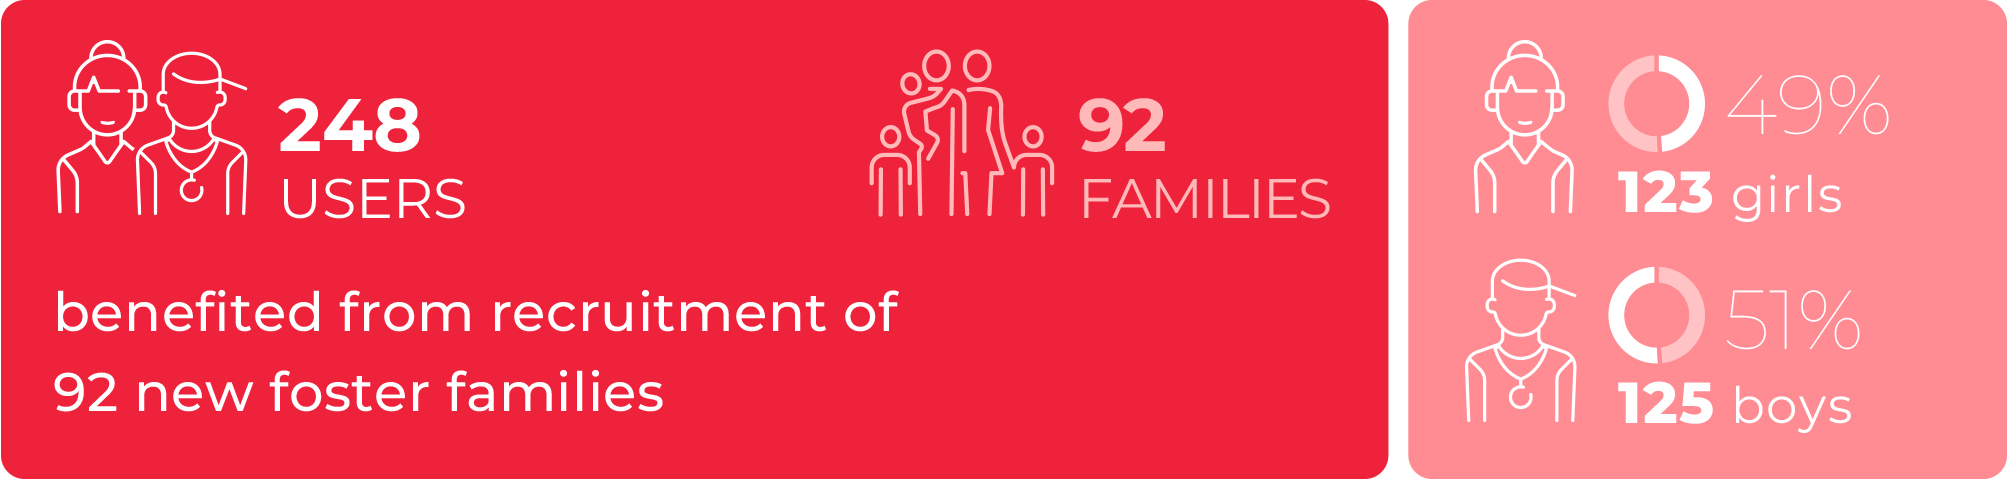 248
USERS
92
FAMILIES
benefited from recruitment of
92 new foster families
49%
123 girls
51%
125 boys